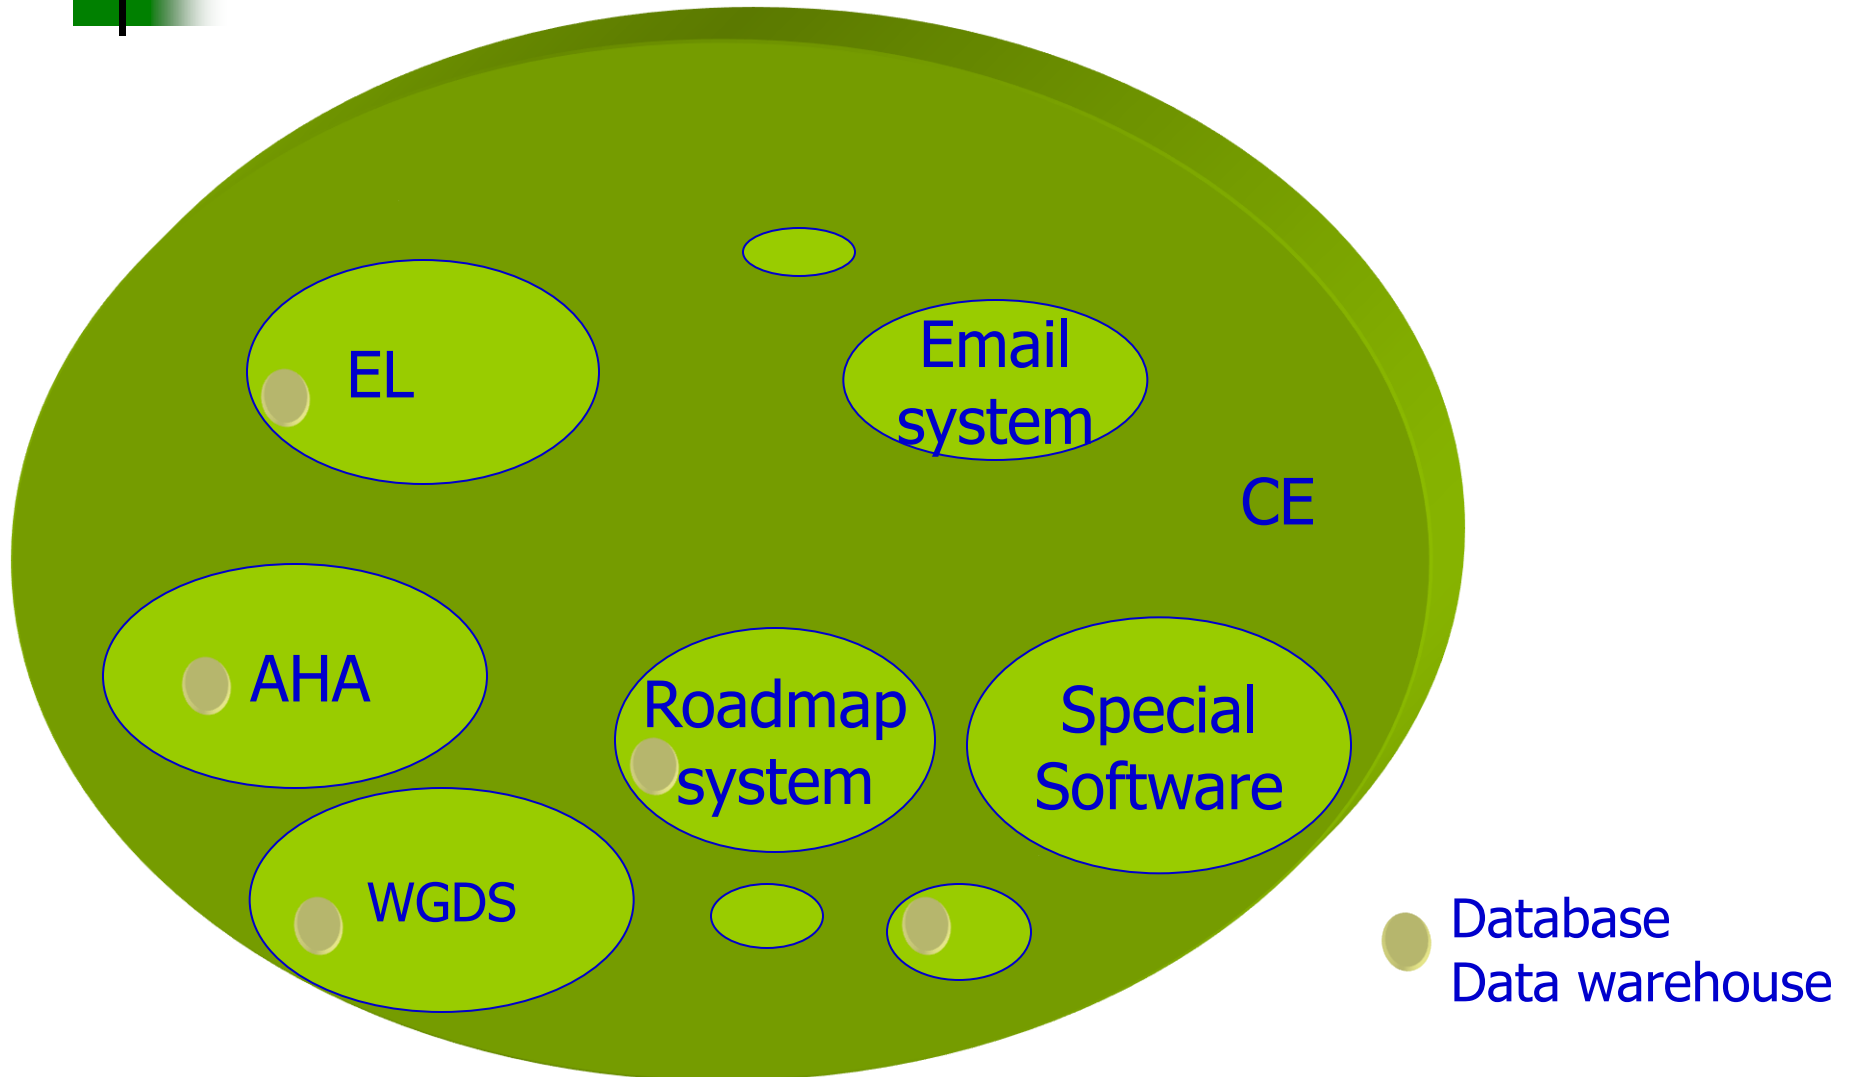 EL
Email
system
CE
AHA
Roadmap
system
Special
Software
WGDS
Database
Data warehouse